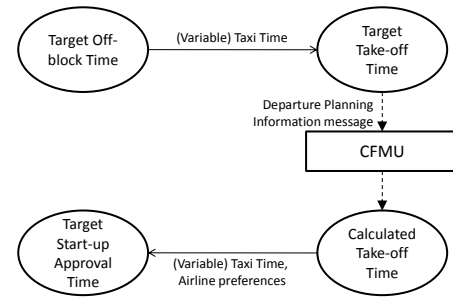 Target Off-
block Time
(Variable) Taxi Time
Target
Take-off
Time
Departure Planning
Information message
CFMU
Calculated
Take-off
Time
(Variable) Taxi Time,
Airline preferences
Target
Start-up
Approval
Time